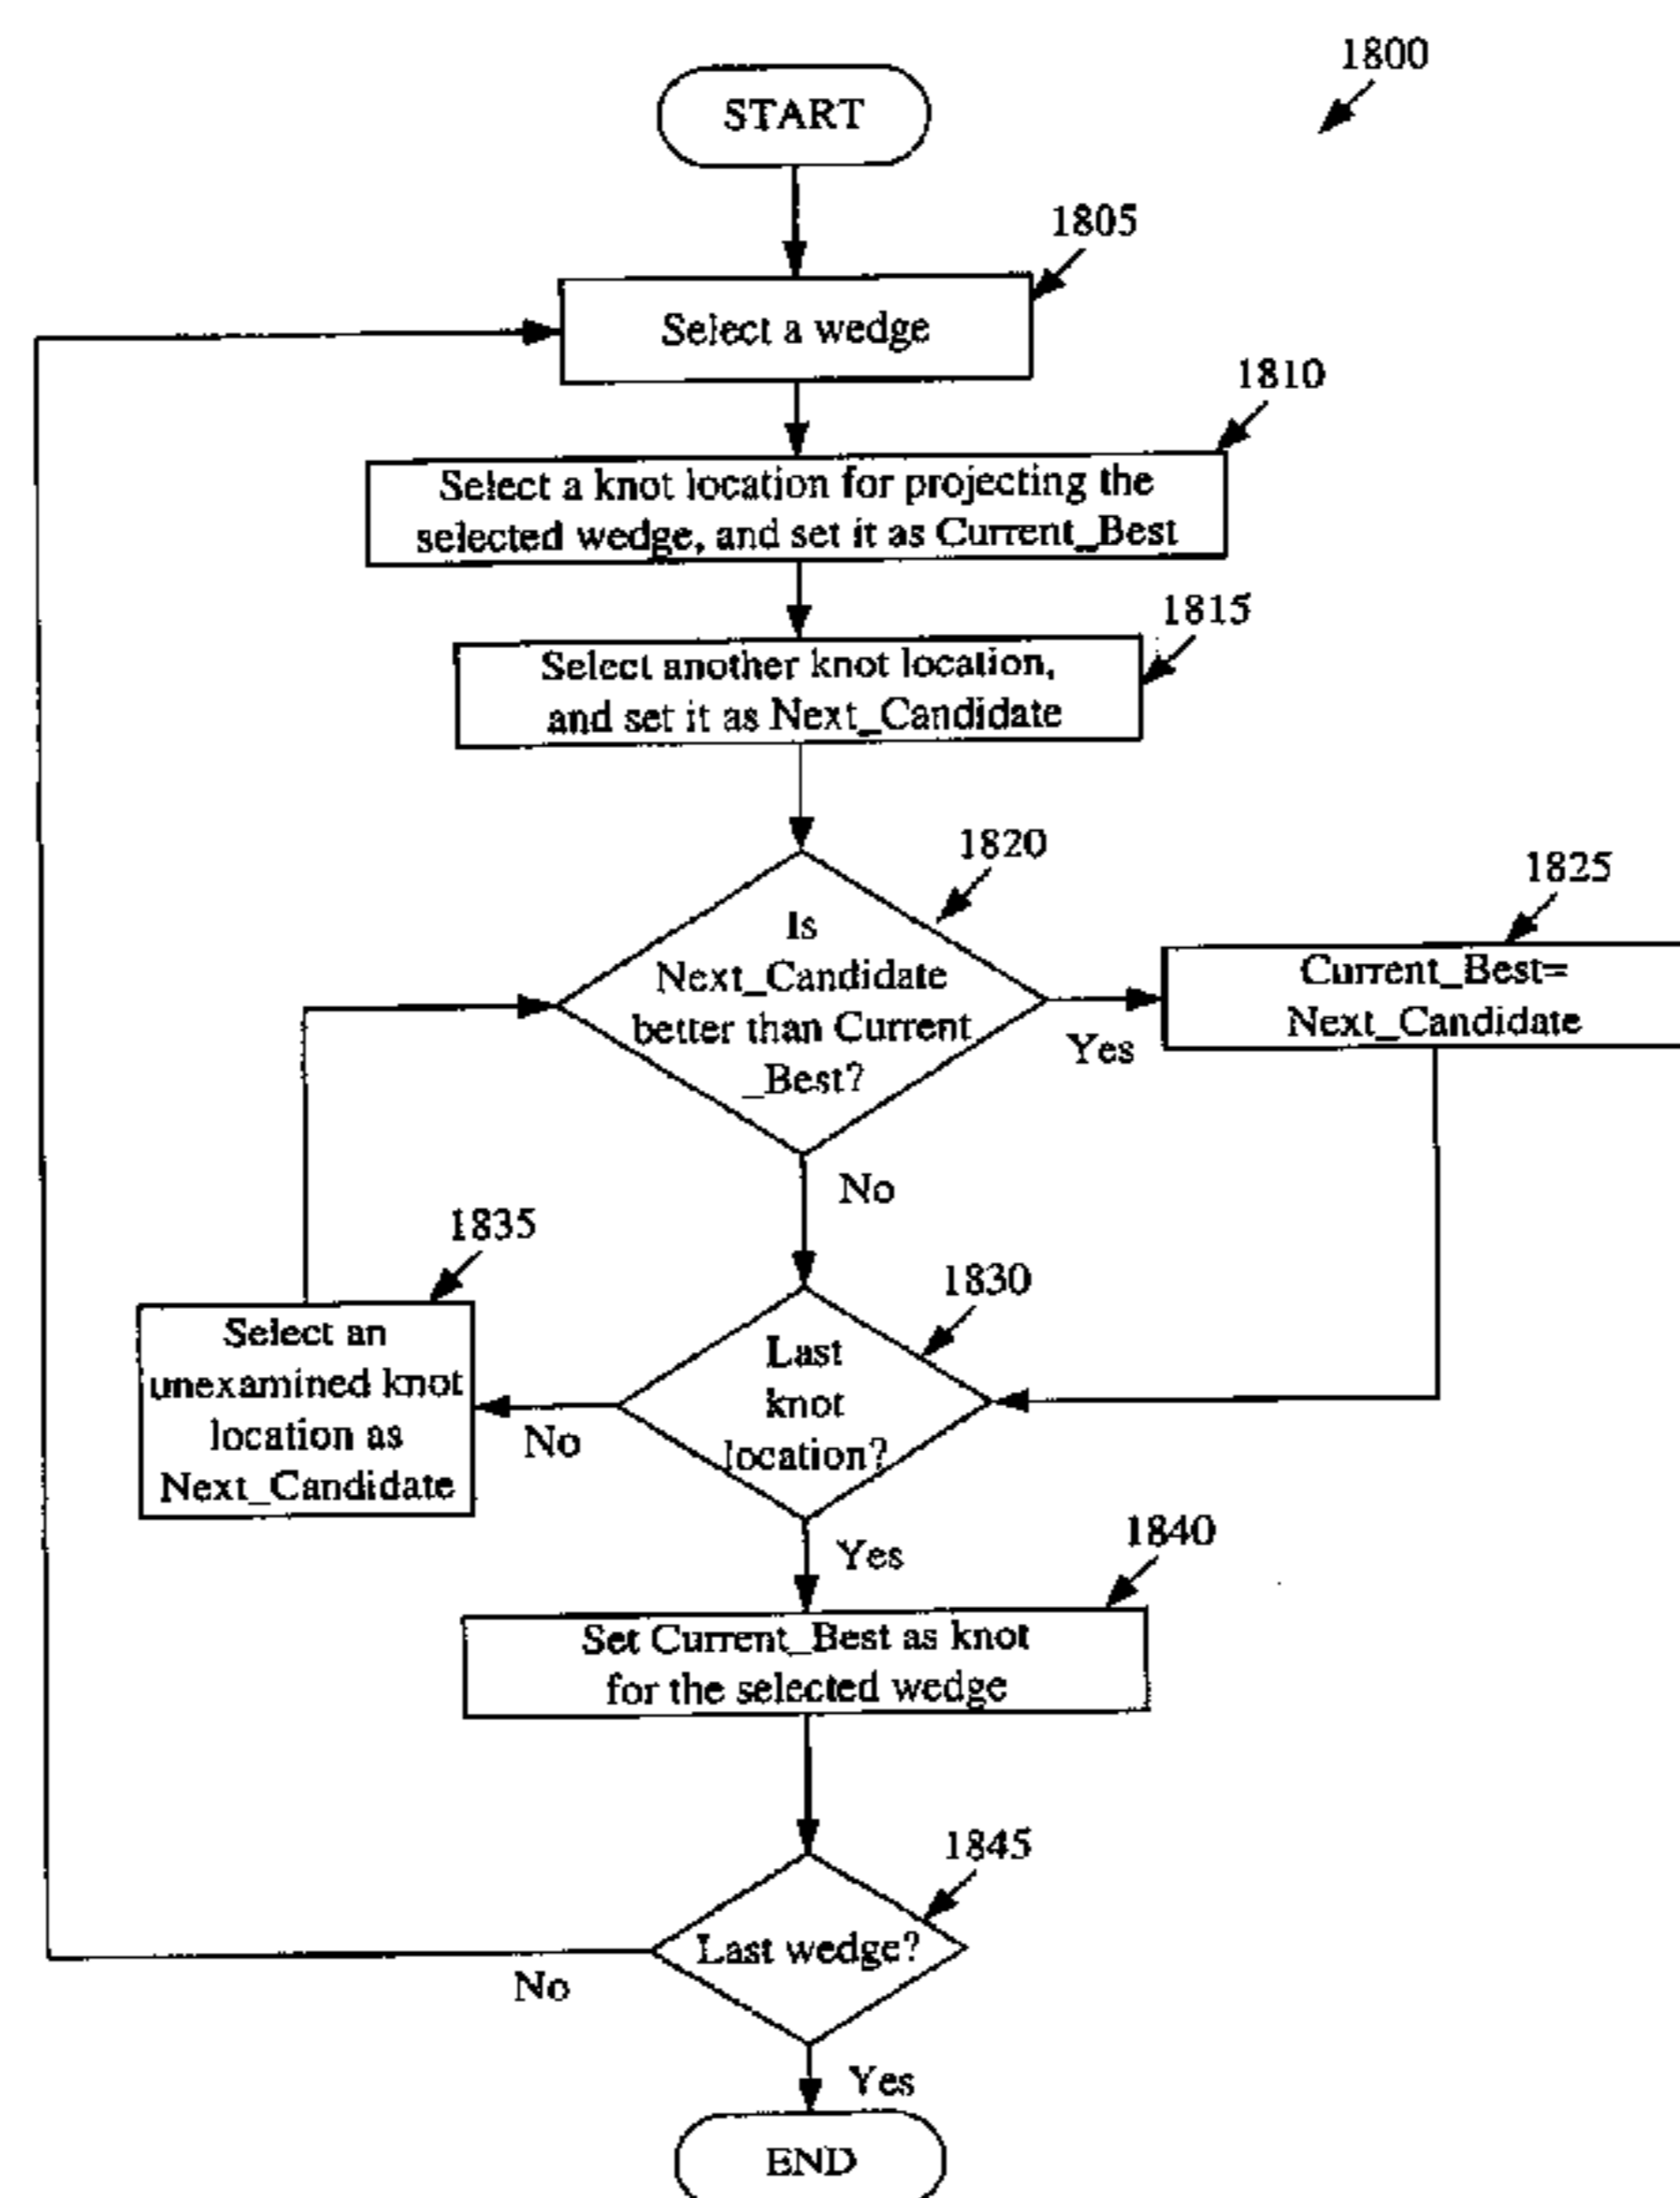 1800
START
1805
Select a wedge
1810
Select a knot location for projecting the
selected wedge, and set it as Current_Best
1815
Select another knot location,
and set it as Next_Candidate
1820
Is
Next_Candidate
better than Current
_Best?
Yes
1825
Current_Best=
Next_Candidate
No
1835
Select an
unexamined knot
location as
Next_Candidate
1830
Last
knot
location?
No
Yes
1840
Set Current_Best as knot
for the selected wedge
1845
Last wedge?
No
Yes
END